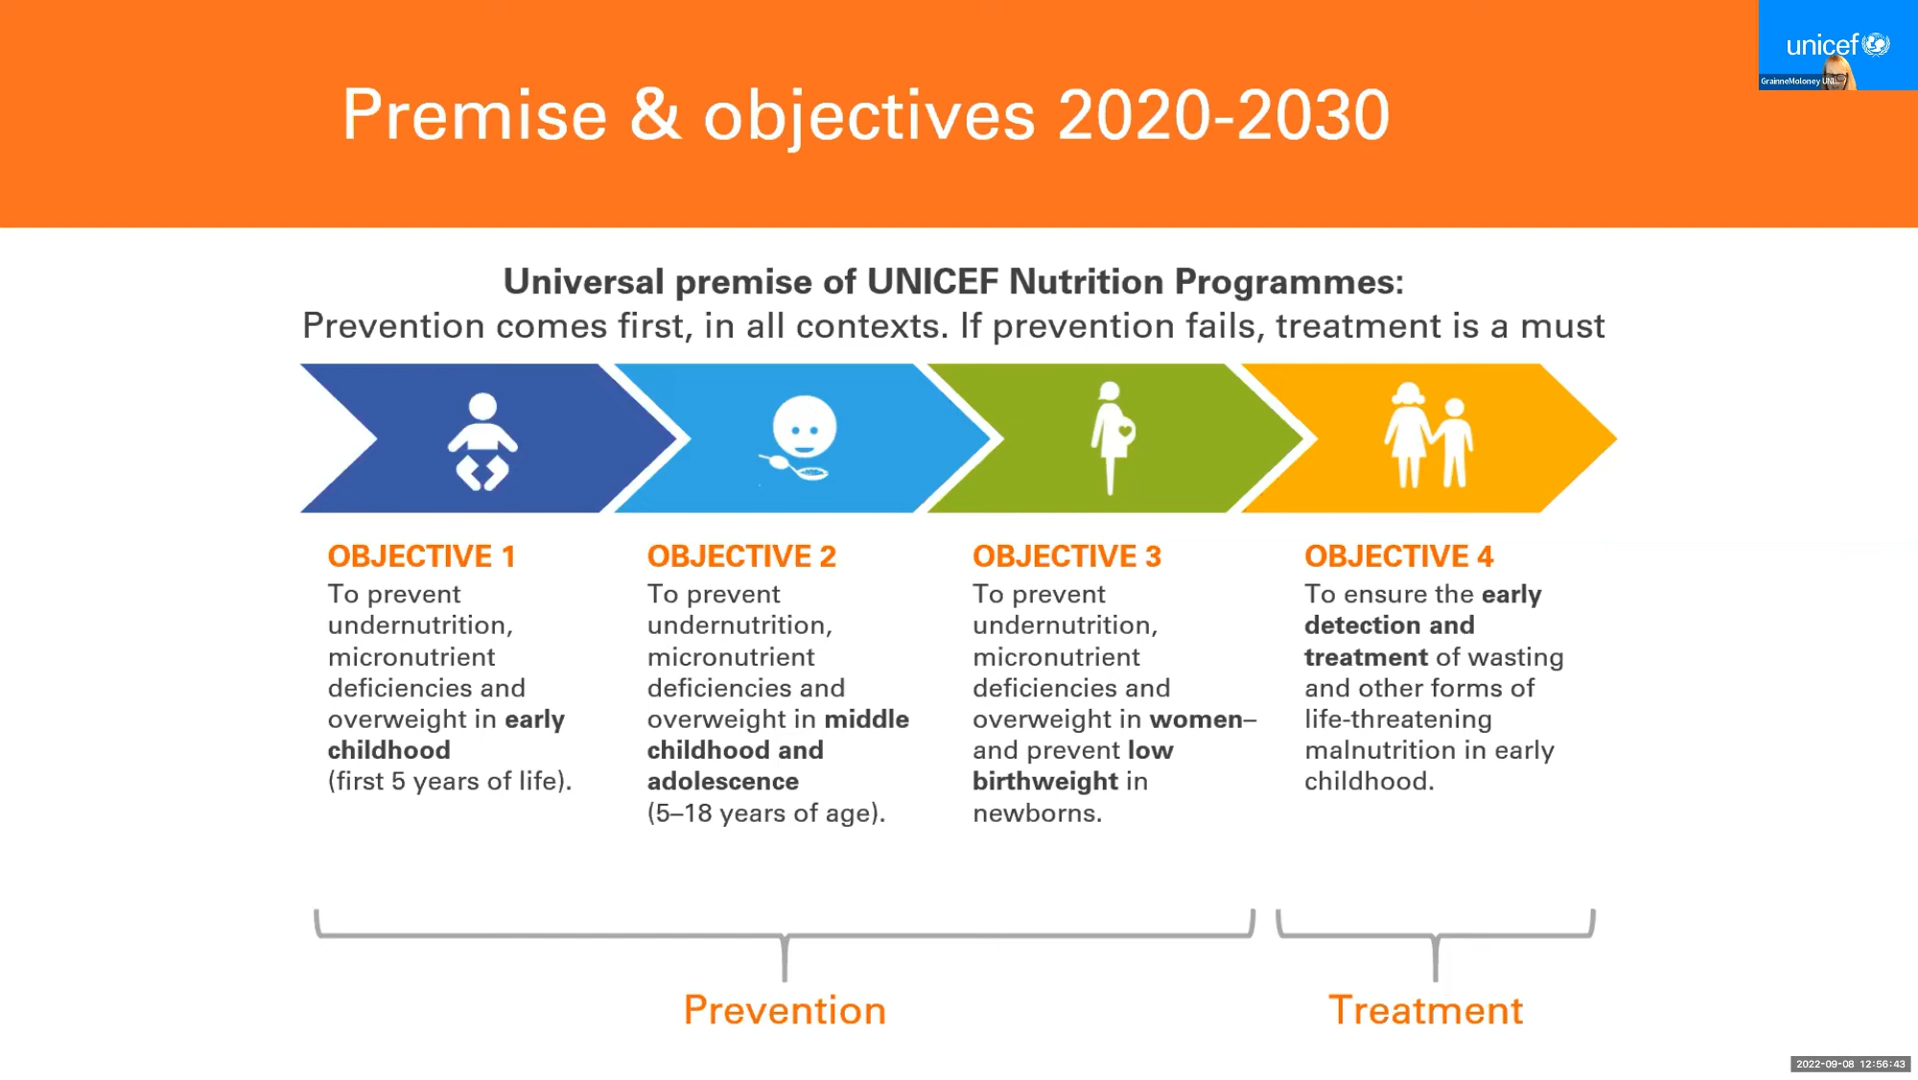 unicef
GrainneMoloney
Premise & objectives 2020-2030
Universal premise of UNICEF Nutrition Programmes:
Prevention comes first, in all contexts. If prevention fails, treatment is a must
OBJECTIVE 1
To prevent
undernutrition,
micronutrient
deficiencies and
overweight in early
childhood
(first 5 years of life).
OBJECTIVE 2
To prevent
undernutrition,
micronutrient
deficiencies and
overweight in middle
childhood and
adolescence
(5–18 years of age).
OBJECTIVE 3
To prevent
undernutrition,
micronutrient
deficiencies and
overweight in women–
and prevent low
birthweight in
newborns.
OBJECTIVE 4
To ensure the early
detection and
treatment of wasting
and other forms of
life-threatening
malnutrition in early
childhood.
Prevention
Treatment
2022-09-08 12:56:43